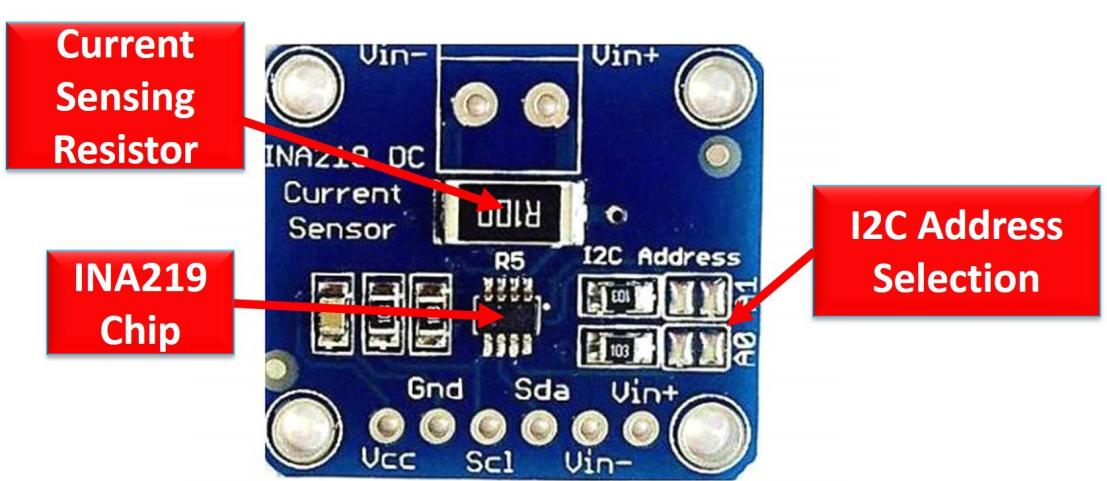 Current
Sensing
Resistor
Vin-
Vin+
INA219 DC
Current
Sensor
R100
I2C Address
Selection
R5
I2C Address
INA219
Chip
103
A1
103
A0
Gnd
Sda
Vin+
Vcc
Scl
Vin-